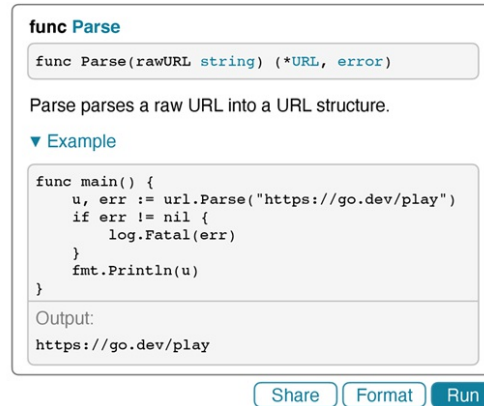 func Parse
func Parse(rawURL string) (*URL, error)
Parse parses a raw URL into a URL structure.
▼ Example
func main() {
    u, err := url.Parse("https://go.dev/play")
    if err != nil {
        log.Fatal(err)
    }
    fmt.Println(u)
}
Output:
https://go.dev/play
Share Format Run